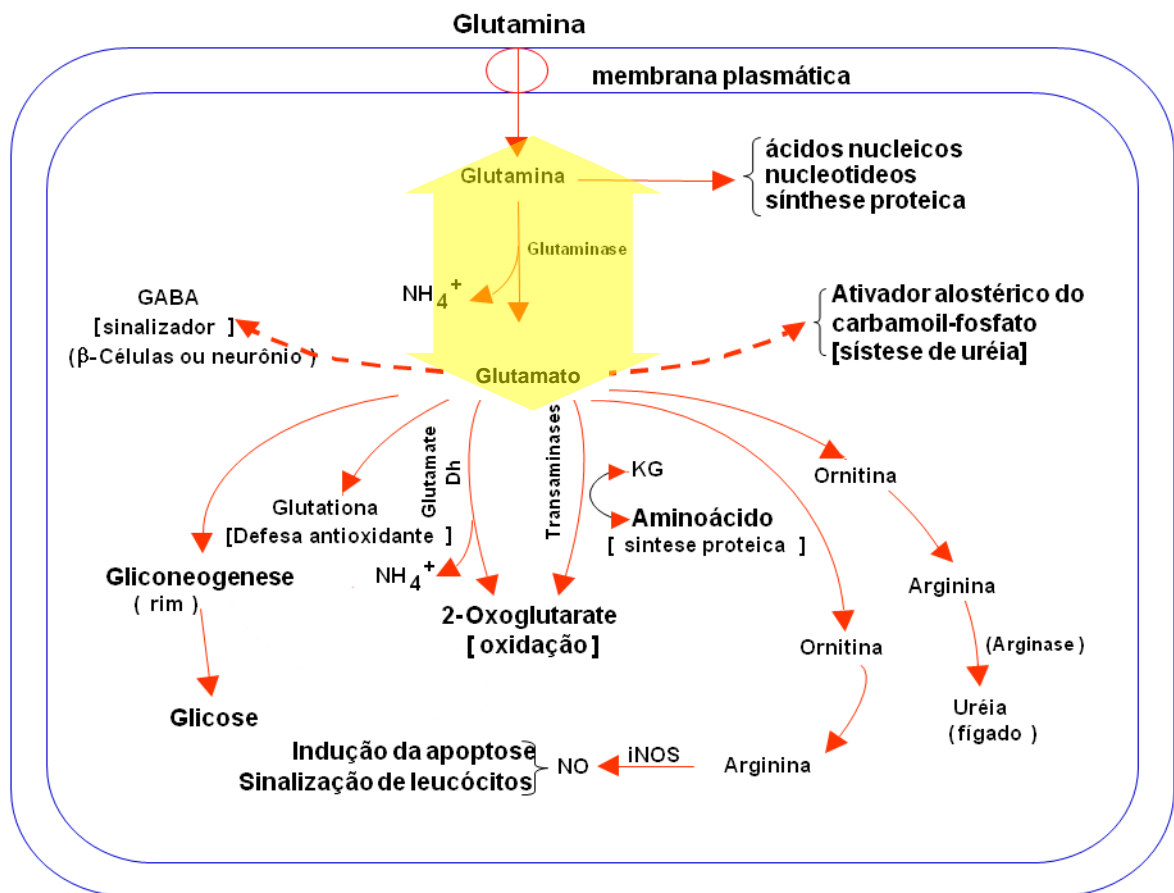 Glutamina
membrana plasmática
Glutamina
ácidos nucleicos
nucleotideos
sínthese proteica
Glutaminase
NH4+
GABA
[sinalizador ]
(β-Células ou neurônio )
Ativador alostérico do
carbamoil-fosfato
[sístese de uréia]
Glutamato
Glutamate
Dh
Transaminases
KG
Aminoácido
[ sintese proteica ]
Ornitina
Glutationa
[Defesa antioxidante ]
NH4+
Gliconeogenese
( rim )
2-Oxoglutarate
[ oxidação ]
Arginina
Ornitina
(Arginase )
Glicose
Uréia
(fígado )
Indução da apoptose
Sinalização de leucócitos
NO
iNOS
Arginina